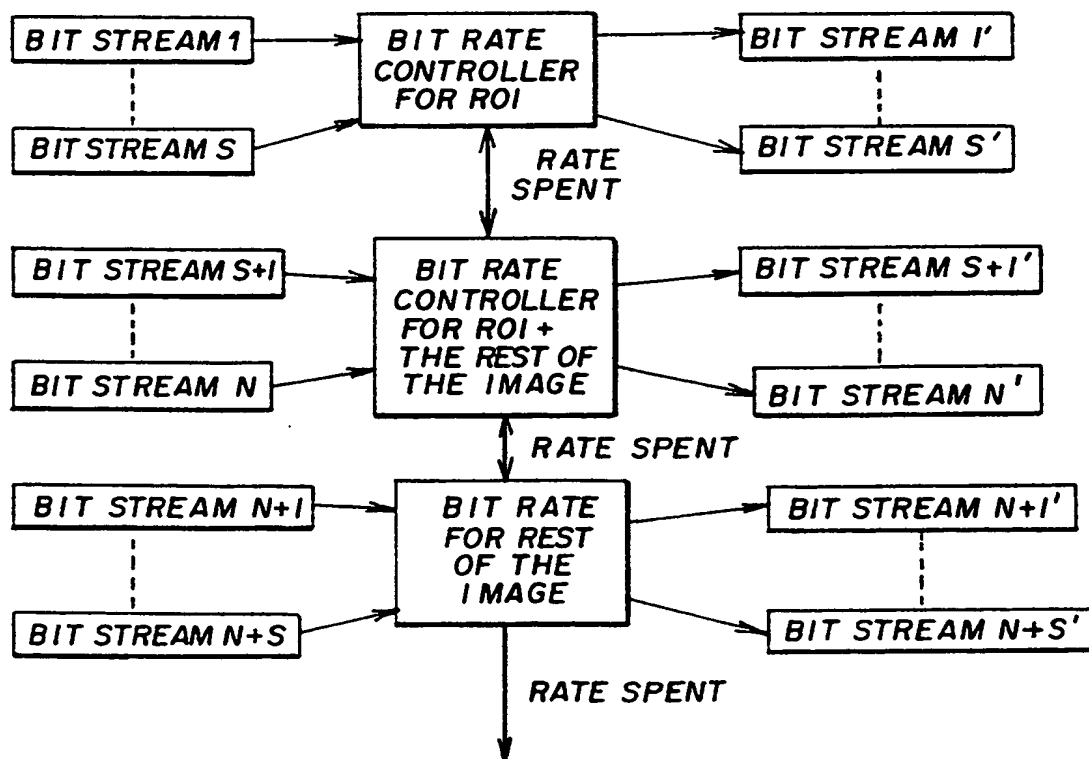 BIT STREAM 1
BIT RATE
CONTROLLER
FOR ROI
BIT STREAM 1'
BIT STREAM S
BIT STREAM S'
RATE
SPENT
BIT STREAM S+1
BIT RATE
CONTROLLER
FOR ROI +
THE REST OF
THE IMAGE
BIT STREAM S+1'
BIT STREAM N
BIT STREAM N'
RATE SPENT
BIT STREAM N+1
BIT RATE
FOR REST
OF THE
IMAGE
BIT STREAM N+1'
BIT STREAM N+S
BIT STREAM N+S'
RATE SPENT